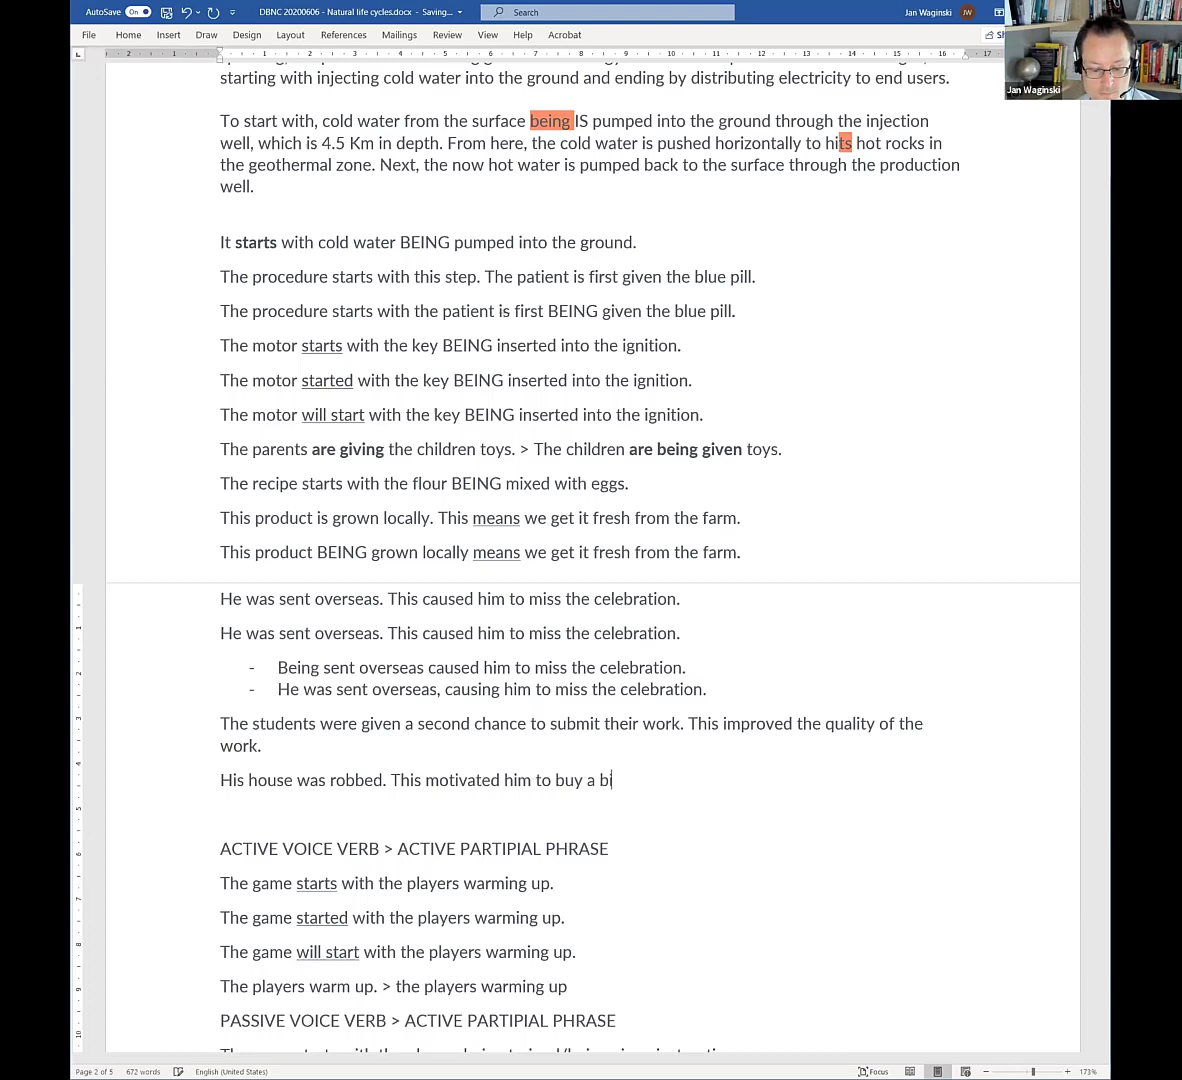 AutoSave On DBNC 20200606 - Natural life cycles.docx - Saving... Search Jan Waginski JW
File Home Insert Draw Design Layout References Mailings Review View Help Acrobat
Jan Waginski
starting with injecting cold water into the ground and ending by distributing electricity to end users.
To start with, cold water from the surface being IS pumped into the ground through the injection
well, which is 4.5 Km in depth. From here, the cold water is pushed horizontally to hits hot rocks in
the geothermal zone. Next, the now hot water is pumped back to the surface through the production
well.
It starts with cold water BEING pumped into the ground.
The procedure starts with this step. The patient is first given the blue pill.
The procedure starts with the patient is first BEING given the blue pill.
The motor starts with the key BEING inserted into the ignition.
The motor started with the key BEING inserted into the ignition.
The motor will start with the key BEING inserted into the ignition.
The parents are giving the children toys. > The children are being given toys.
The recipe starts with the flour BEING mixed with eggs.
This product is grown locally. This means we get it fresh from the farm.
This product BEING grown locally means we get it fresh from the farm.
He was sent overseas. This caused him to miss the celebration.
He was sent overseas. This caused him to miss the celebration.
- Being sent overseas caused him to miss the celebration.
- He was sent overseas, causing him to miss the celebration.
The students were given a second chance to submit their work. This improved the quality of the
work.
His house was robbed. This motivated him to buy a bi
ACTIVE VOICE VERB > ACTIVE PARTIPIAL PHRASE
The game starts with the players warming up.
The game started with the players warming up.
The game will start with the players warming up.
The players warm up. > the players warming up
PASSIVE VOICE VERB > ACTIVE PARTIPIAL PHRASE
Page 2 of 5 672 words English (United States) Focus 173%